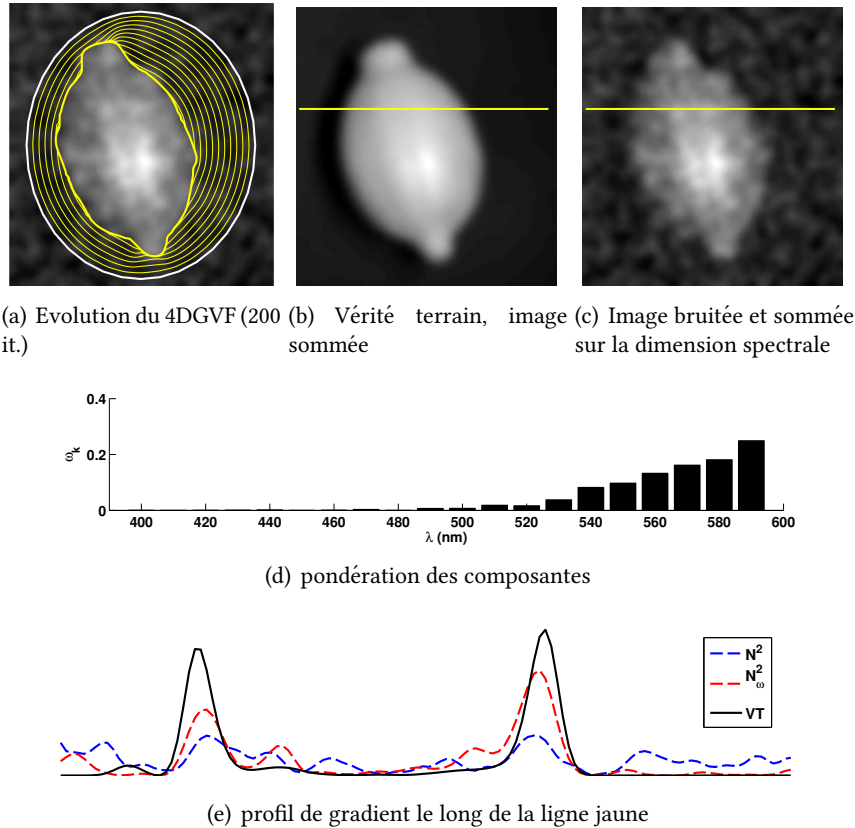 (a) Evolution du 4DGVF (200 it.)
(b) Vérité terrain, image sommée
(c) Image bruitée et sommée sur la dimension spectrale
0.4
0.2
0
ω_k
400 420 440 460 480 500 520 540 560 580 600
λ (nm)
(d) pondération des composantes
N²
N²_ω
VT
(e) profil de gradient le long de la ligne jaune